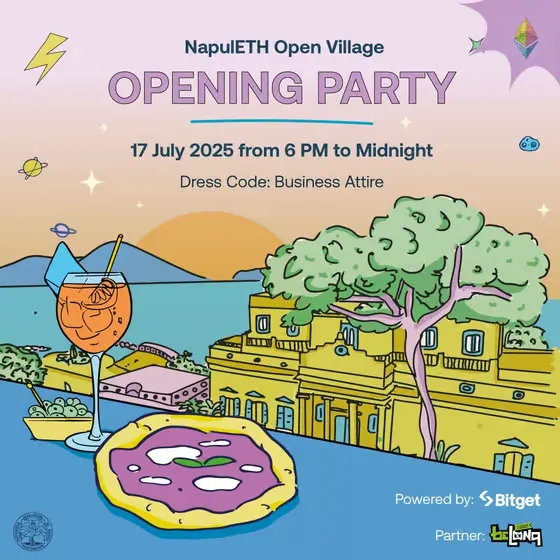 NapulETH Open Village
OPENING PARTY
17 July 2025 from 6 PM to Midnight
Dress Code: Business Attire
Powered by: Bitget
Partner: belong